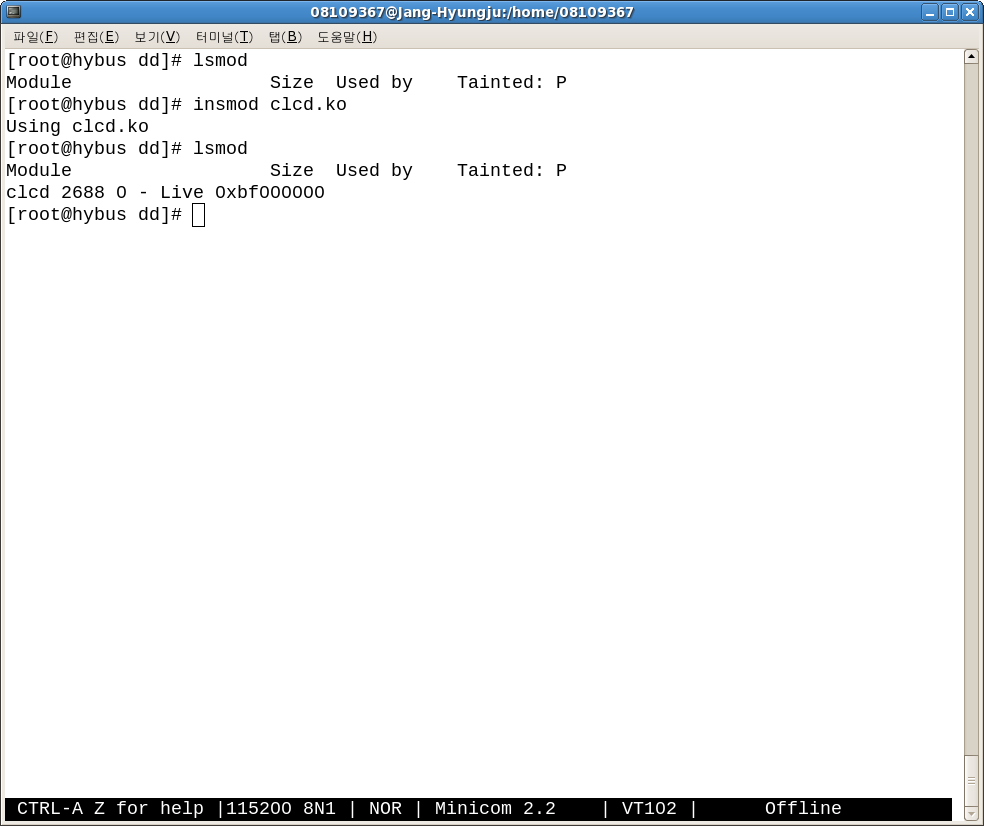 08109367@Jang-Hyungju:/home/08109367
파일(F) 편집(E) 보기(V) 터미널(T) 탭(B) 도움말(H)
[root@hybus dd]# lsmod
Module                  Size  Used by    Tainted: P
[root@hybus dd]# insmod clcd.ko
Using clcd.ko
[root@hybus dd]# lsmod
Module                  Size  Used by    Tainted: P
clcd 2688 0 - Live 0xbf000000
[root@hybus dd]#
CTRL-A Z for help |115200 8N1 | NOR | Minicom 2.2    | VT102 |      Offline